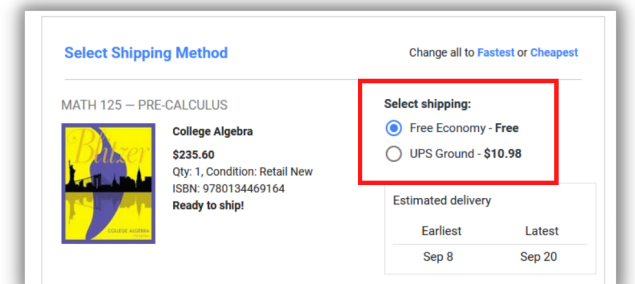 Select Shipping Method
Change all to Fastest or Cheapest
MATH 125 — PRE-CALCULUS
Blitzer
COLLEGE ALGEBRA
College Algebra
$235.60
Qty: 1, Condition: Retail New
ISBN: 9780134469164
Ready to ship!
Select shipping:
Free Economy - Free
UPS Ground - $10.98
Estimated delivery
Earliest Latest
Sep 8 Sep 20